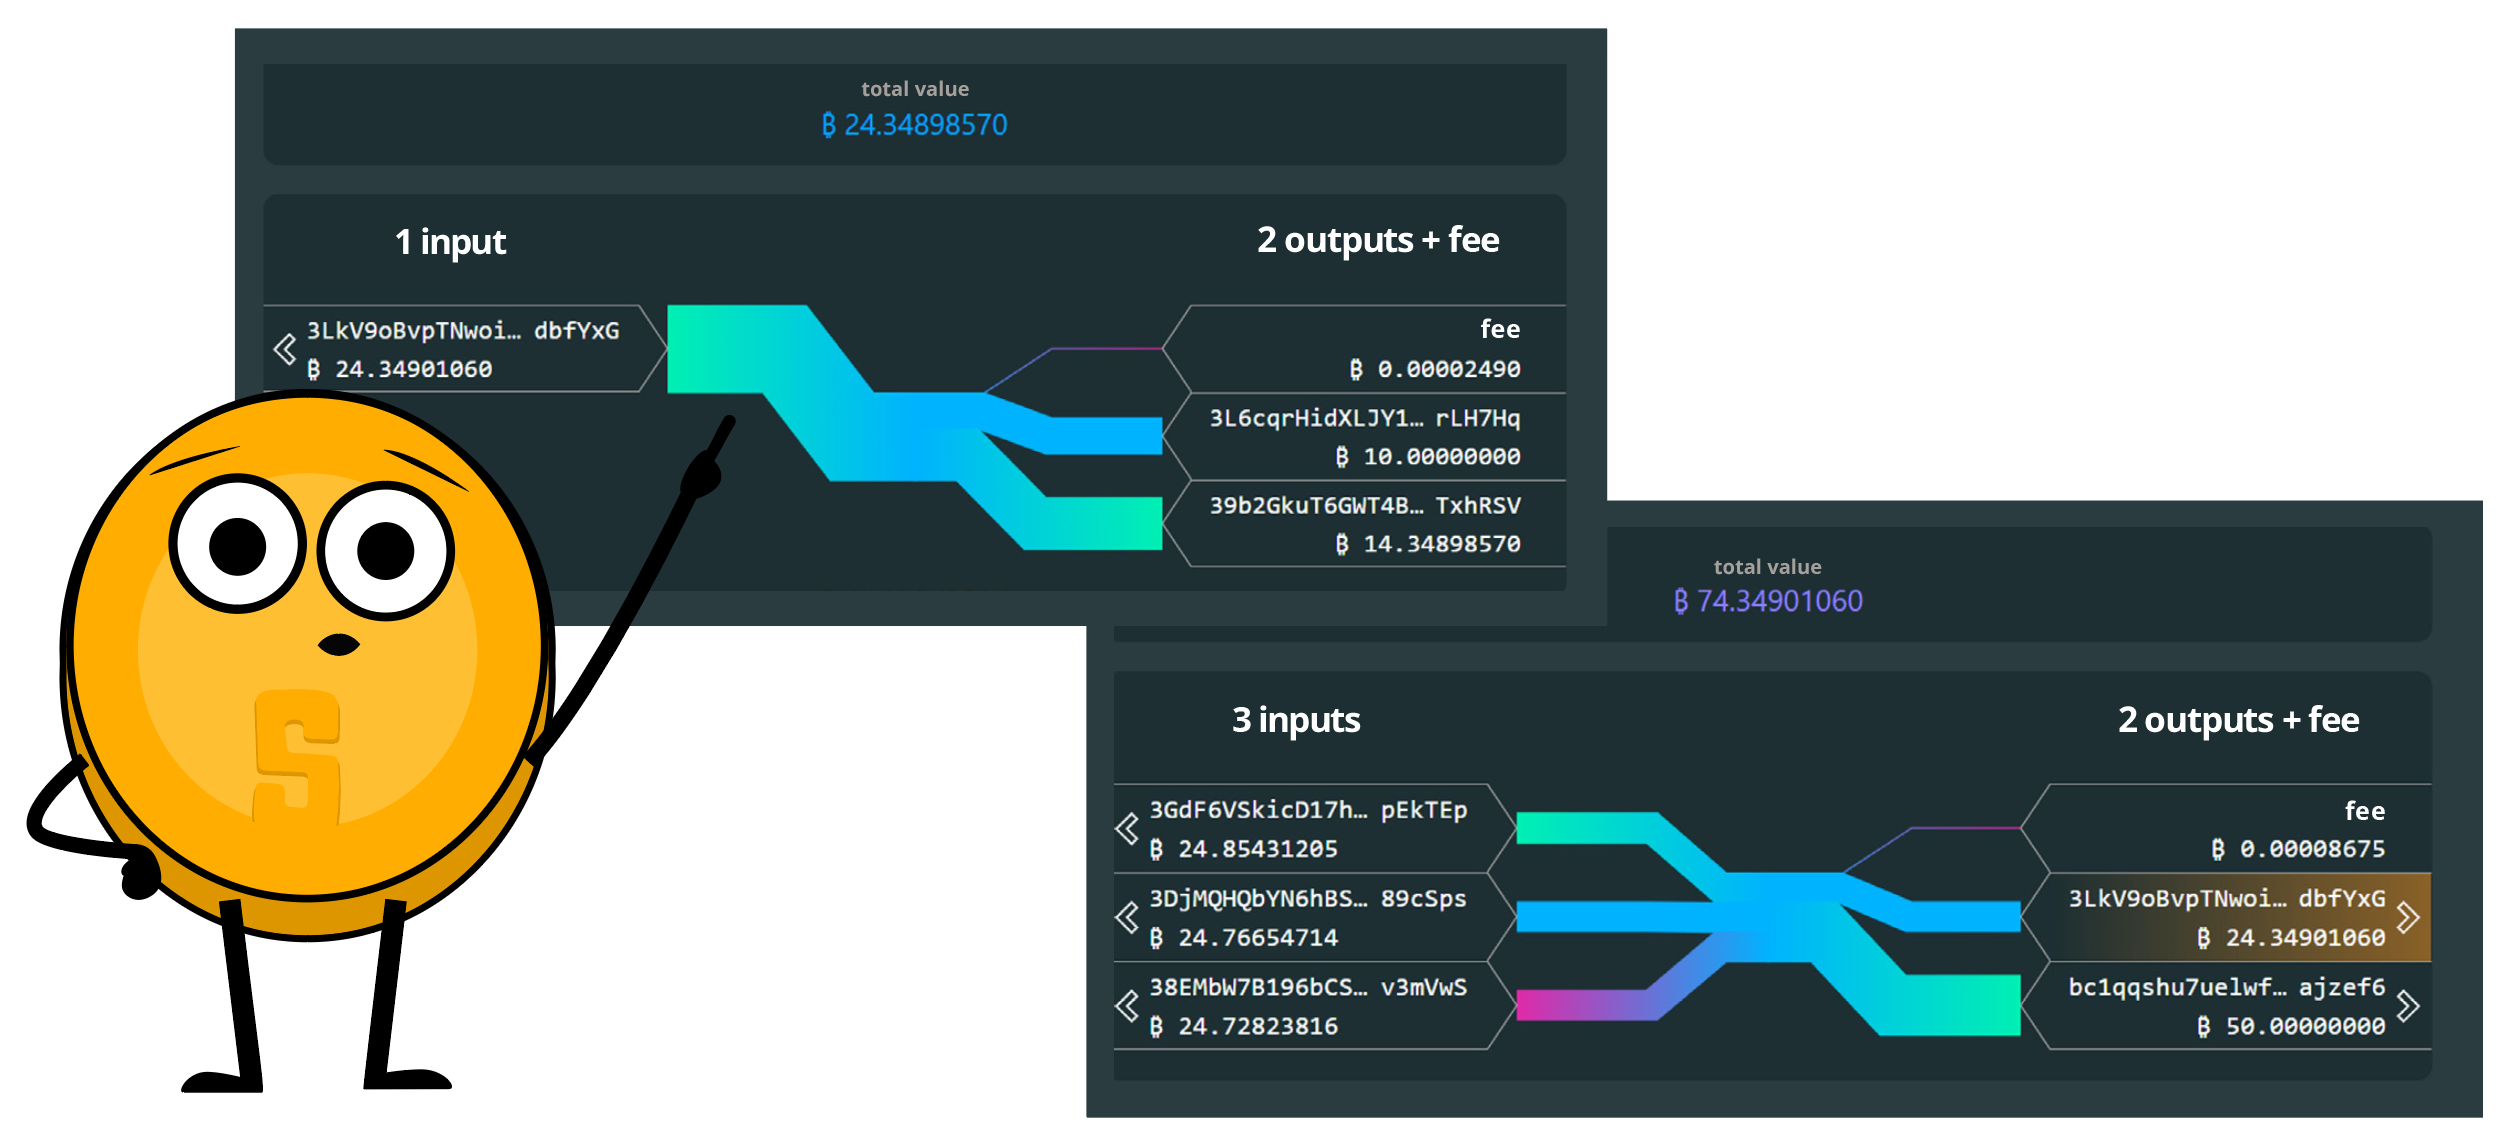 total value
₿ 24.34898570
1 input
2 outputs + fee
3LkV9oBvpTNwoi… dbfYxG
₿ 24.34901060
fee
₿ 0.00002490
3L6cqrHidXLJY1… rLH7Hq
₿ 10.00000000
39b2GkuT6GWT4B… TxhRSV
₿ 14.34898570
S
total value
₿ 74.34901060
3 inputs
2 outputs + fee
3GdF6VSkicD17h… pEkTEp
₿ 24.85431205
3DjMQHQbYN6hBS… 89cSps
₿ 24.76654714
38EMbW7B196bCS… v3mVwS
₿ 24.72823816
fee
₿ 0.00008675
3LkV9oBvpTNwoi… dbfYxG
₿ 24.34901060
bc1qqshu7uelwf… ajzef6
₿ 50.00000000